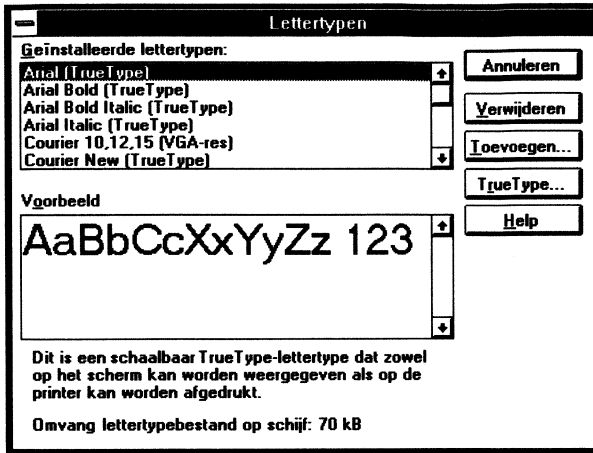 Lettertypen
Geïnstalleerde lettertypen:
Arial (TrueType)
Arial Bold (TrueType)
Arial Bold Italic (TrueType)
Arial Italic (TrueType)
Courier 10,12,15 (VGA-res)
Courier New (TrueType)
Annuleren
Verwijderen
Toevoegen...
TrueType...
Help
Voorbeeld
AaBbCcXxYyZz 123
Dit is een schaalbaar TrueType-lettertype dat zowel
op het scherm kan worden weergegeven als op de
printer kan worden afgedrukt.
Omvang lettertypebestand op schijf: 70 kB